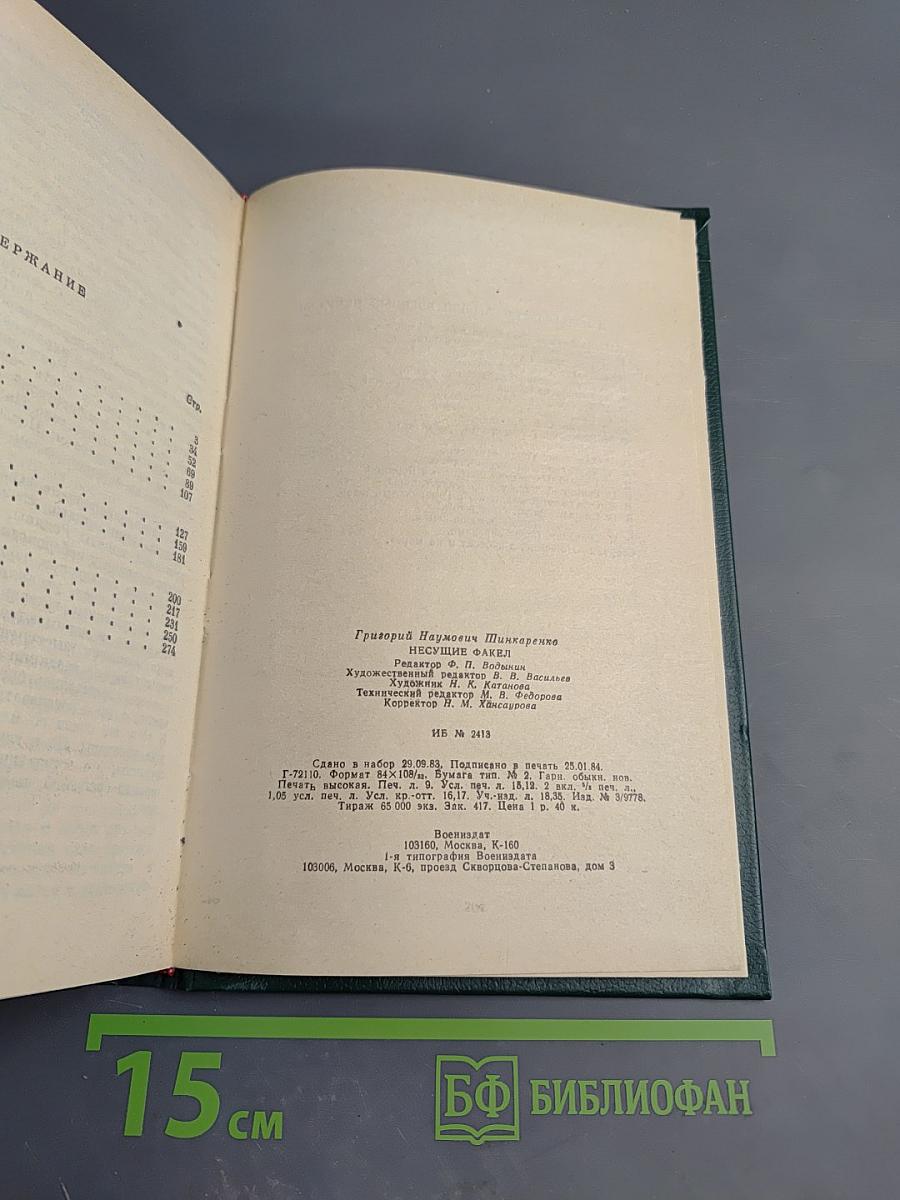 ЕРЖАНИЕ
Стр.
3
34
52
69
89
107
127
159
181
200
217
231
250
274
Григорий Наумович Шинкаренко
НЕСУЩИЕ ФАКЕЛ
Редактор Ф. П. Водынин
Художественный редактор В. В. Васильев
Художник Н. К. Катанова
Технический редактор М. В. Федорова
Корректор Н. М. Хансаурова
ИБ № 2413
Сдано в набор 29.09.83. Подписано в печать 25.01.84.
Г-72110. Формат 84×108/32. Бумага тип. № 2. Гарн. обыкн. нов.
Печать высокая. Печ. л. 9. Усл. печ. л. 15,12. 2 вкл. 5/8 печ. л.,
1,05 усл. печ. л. Усл. кр.-отт. 16,17. Уч.-изд. л. 18,35. Изд. № 3/9778.
Тираж 65 000 экз. Зак. 417. Цена 1 р. 40 к.
Воениздат
103160, Москва, К-160
1-я типография Воениздата
103006, Москва, К-6, проезд Скворцова-Степанова, дом 3
15 см
БФ БИБЛИОФАН